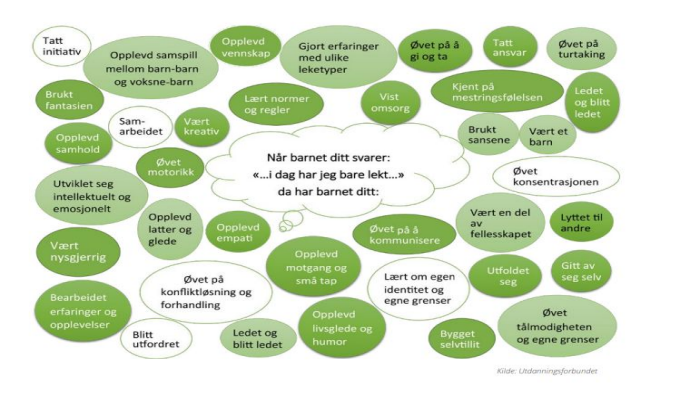 Tatt
initiativ
Opplevd samspill
mellom barn-barn
og voksne-barn
Opplevd
vennskap
Gjort erfaringer
med ulike
leketyper
Øvet på å
gi og ta
Tatt
ansvar
Øvet på
turtaking
Brukt
fantasien
Lært normer
og regler
Vist
omsorg
Kjent på
mestringsfølelsen
Ledet
og blitt
ledet
Sam-
arbeidet
Vært
kreativ
Opplevd
samhold
Brukt
sansene
Vært et
barn
Øvet
motorikk
Når barnet ditt svarer:
«...i dag har jeg bare lekt...»
da har barnet ditt:
Øvet
konsentrasjonen
Utviklet seg
intellektuelt og
emosjonelt
Opplevd
latter og
glede
Opplevd
empati
Øvet på å
kommunisere
Vært en del
av
fellesskapet
Lyttet til
andre
Vært
nysgjerrig
Opplevd
motgang og
små tap
Øvet på
konfliktløsning og
forhandling
Lært om egen
identitet og
egne grenser
Utfoldet
seg
Gitt av
seg selv
Bearbeidet
erfaringer og
opplevelser
Blitt
utfordret
Ledet og
blitt ledet
Opplevd
livsglede og
humor
Bygget
selvtillit
Øvet
tålmodigheten
og egne grenser
Kilde: Utdanningsforbundet